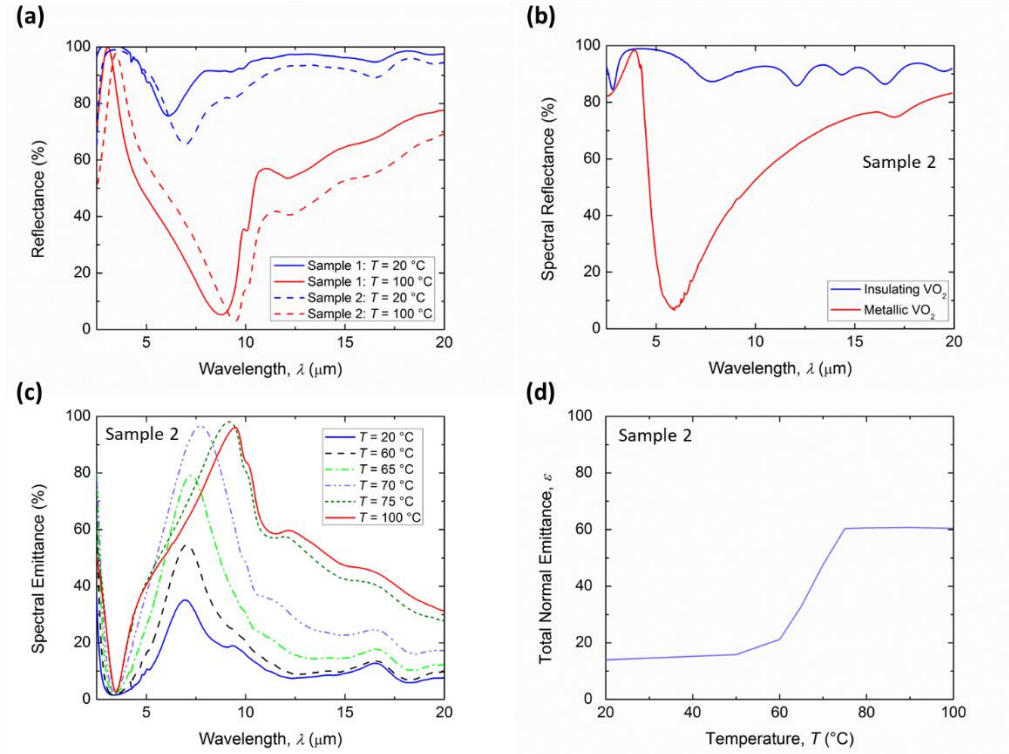 (a)
100
80
60
40
20
0
Reflectance (%)
Sample 1: T = 20 °C
Sample 1: T = 100 °C
Sample 2: T = 20 °C
Sample 2: T = 100 °C
5
10
15
20
Wavelength, λ (μm)
(b)
100
80
60
40
20
0
Spectral Reflectance (%)
Sample 2
Insulating VO₂
Metallic VO₂
5
10
15
20
Wavelength, λ (μm)
(c)
100
80
60
40
20
0
Spectral Emittance (%)
Sample 2
T = 20 °C
T = 60 °C
T = 65 °C
T = 70 °C
T = 75 °C
T = 100 °C
5
10
15
20
Wavelength, λ (μm)
(d)
100
80
60
40
20
0
Total Normal Emittance, ε
Sample 2
20
40
60
80
100
Temperature, T (°C)